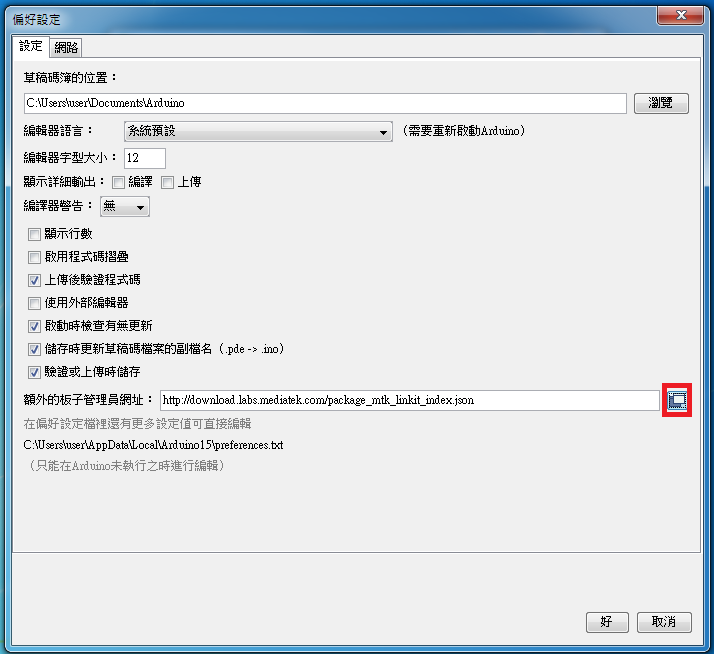 偏好設定
設定 網路
草稿碼簿的位置：
C:\Users\user\Documents\Arduino 瀏覽
編輯器語言： 系統預設 （需要重新啟動Arduino）
編輯器字型大小： 12
顯示詳細輸出： 編譯 上傳
編譯器警告： 無
顯示行數
啟用程式碼摺疊
上傳後驗證程式碼
使用外部編輯器
啟動時檢查有無更新
儲存時更新草稿碼檔案的副檔名（.pde -> .ino）
驗證或上傳時儲存
額外的板子管理員網址： http://download.labs.mediatek.com/package_mtk_linkit_index.json
在偏好設定檔裡還有更多設定值可直接編輯
C:\Users\user\AppData\Local\Arduino15\preferences.txt
（只能在Arduino未執行之時進行編輯）
好 取消